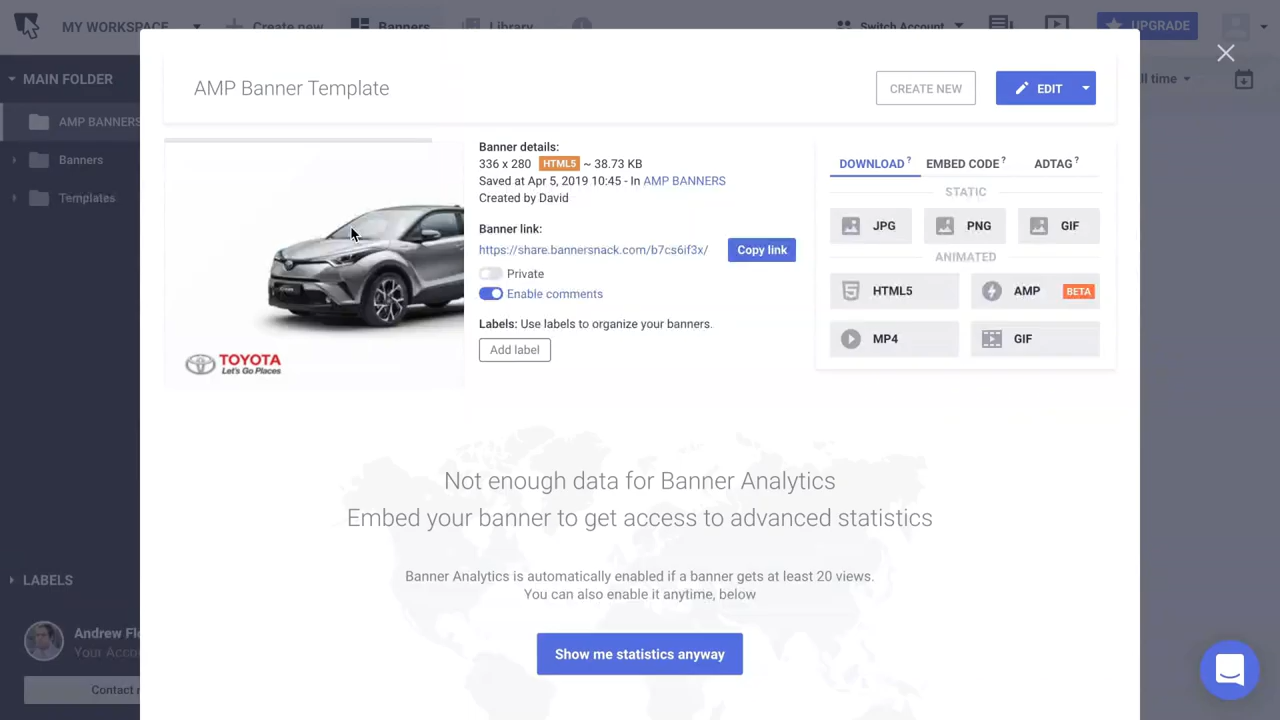 MY WORKSPACE
Create new
Banners
Library
Switch Account
UPGRADE
MAIN FOLDER
AMP BANNERS
Banners
Templates
LABELS
Andrew
Contact
ll time
AMP Banner Template
CREATE NEW
EDIT
TOYOTA
Let's Go Places
Banner details:
336 x 280 HTML5 ~ 38.73 KB
Saved at Apr 5, 2019 10:45 - In AMP BANNERS
Created by David
Banner link:
https://share.bannersnack.com/b7cs6if3x/ Copy link
Private
Enable comments
Labels: Use labels to organize your banners.
Add label
DOWNLOAD? EMBED CODE? ADTAG?
STATIC
JPG PNG GIF
ANIMATED
HTML5 AMP BETA
MP4 GIF
Not enough data for Banner Analytics
Embed your banner to get access to advanced statistics
Banner Analytics is automatically enabled if a banner gets at least 20 views.
You can also enable it anytime, below
Show me statistics anyway